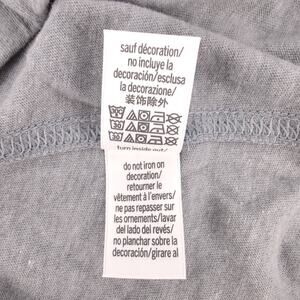 sauf décoration/
no incluye la
decoración/esclusa
la decorazione/
装饰除外
turn inside out/
do not iron on
decoration/
retourner le
vêtement à l'envers/
ne pas repasser sur
les ornements/lavar
del lado del revés/
no planchar sobre la
decoración/girare al